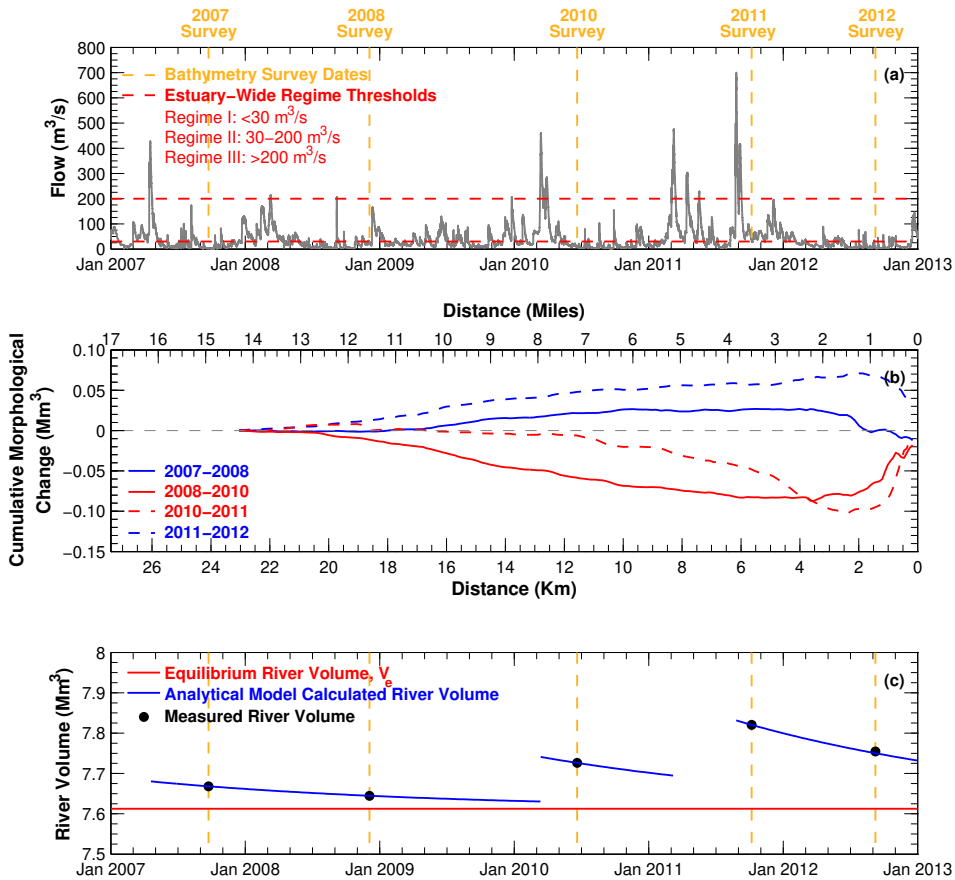 2007 2008 2010 2011 2012
Survey Survey Survey Survey Survey
800
700
600
500
400
300
200
100
0
Flow (m³/s)
(a)
Bathymetry Survey Dates
Estuary−Wide Regime Thresholds
Regime I: <30 m³/s
Regime II: 30−200 m³/s
Regime III: >200 m³/s
Jan 2007 Jan 2008 Jan 2009 Jan 2010 Jan 2011 Jan 2012 Jan 2013
Distance (Miles)
17 16 15 14 13 12 11 10 9 8 7 6 5 4 3 2 1 0
0.10
0.05
0
−0.05
−0.10
−0.15
Cumulative Morphological
Change (Mm³)
(b)
2007−2008
2008−2010
2010−2011
2011−2012
26 24 22 20 18 16 14 12 10 8 6 4 2 0
Distance (Km)
8
7.9
7.8
7.7
7.6
7.5
River Volume (Mm³)
(c)
Equilibrium River Volume, Vₑ
Analytical Model Calculated River Volume
Measured River Volume
Jan 2007 Jan 2008 Jan 2009 Jan 2010 Jan 2011 Jan 2012 Jan 2013